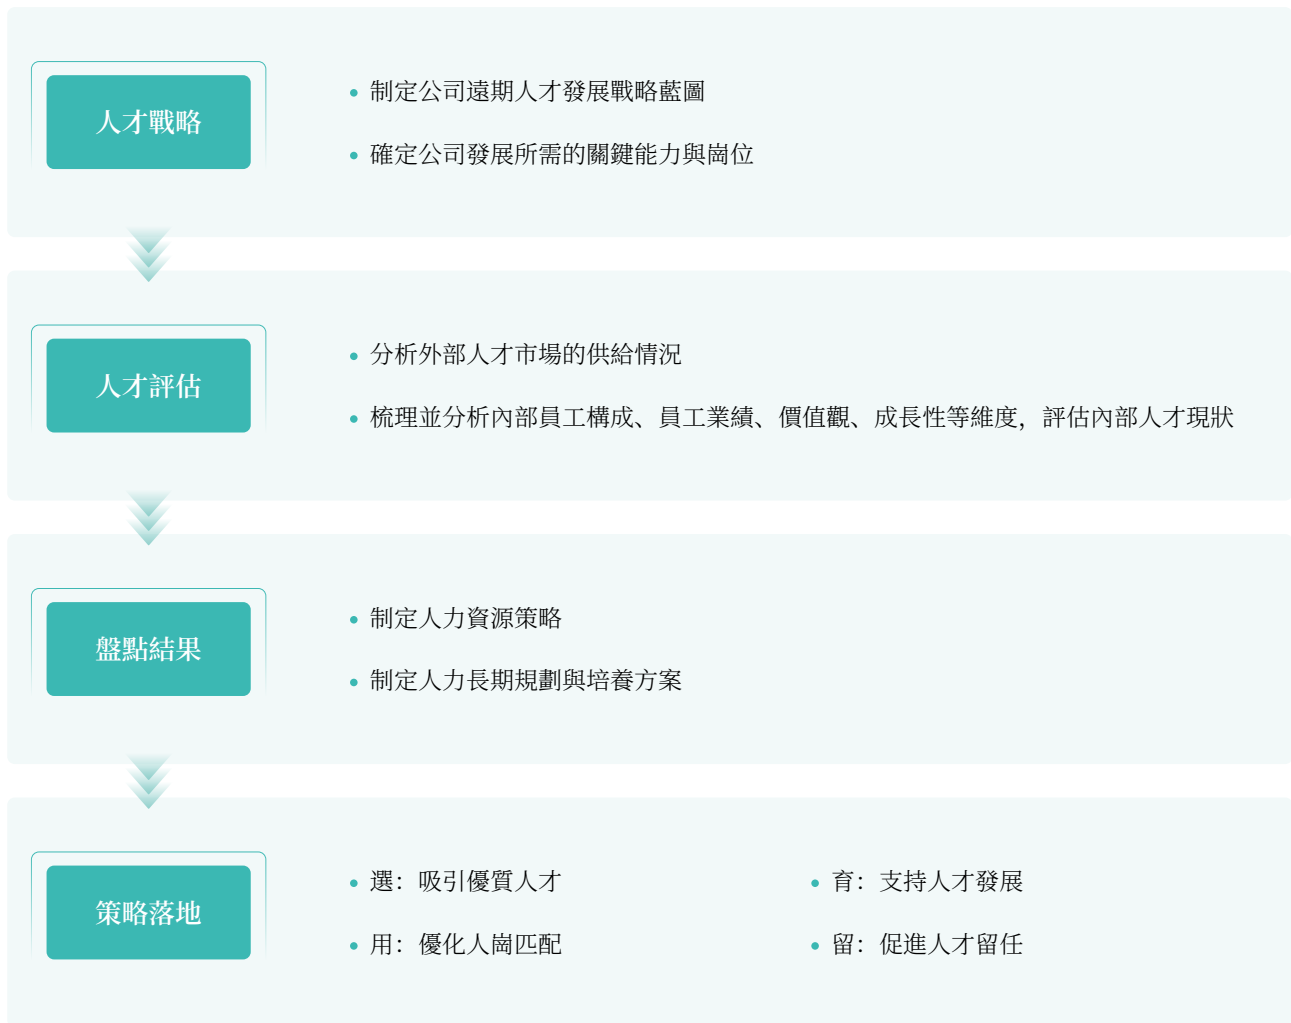 人才戰略
• 制定公司遠期人才發展戰略藍圖
• 確定公司發展所需的關鍵能力與崗位
人才評估
• 分析外部人才市場的供給情況
• 梳理並分析內部員工構成、員工業績、價值觀、成長性等維度，評估內部人才現狀
盤點結果
• 制定人力資源策略
• 制定人力長期規劃與培養方案
策略落地
• 選：吸引優質人才
• 用：優化人崗匹配
• 育：支持人才發展
• 留：促進人才留任